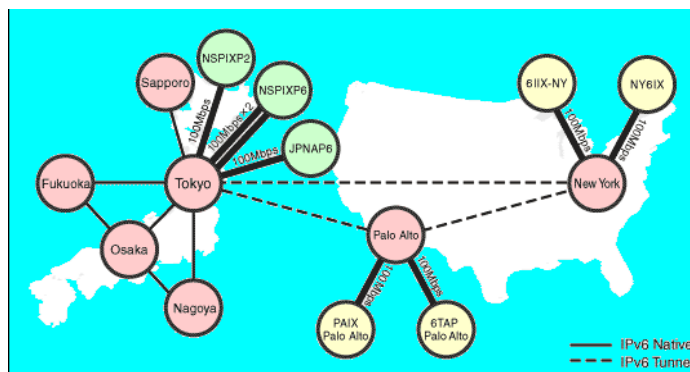 NSPIXP2
Sapporo
NSPIXP6
100Mbps
100Mbps×2
JPNAP6
100Mbps
Fukuoka
Tokyo
Osaka
Nagoya
6IIX-NY
NY6IX
100Mbps
100Mbps
New York
Palo Alto
100Mbps
100Mbps
PAIX
Palo Alto
6TAP
Palo Alto
IPv6 Native
IPv6 Tunnel